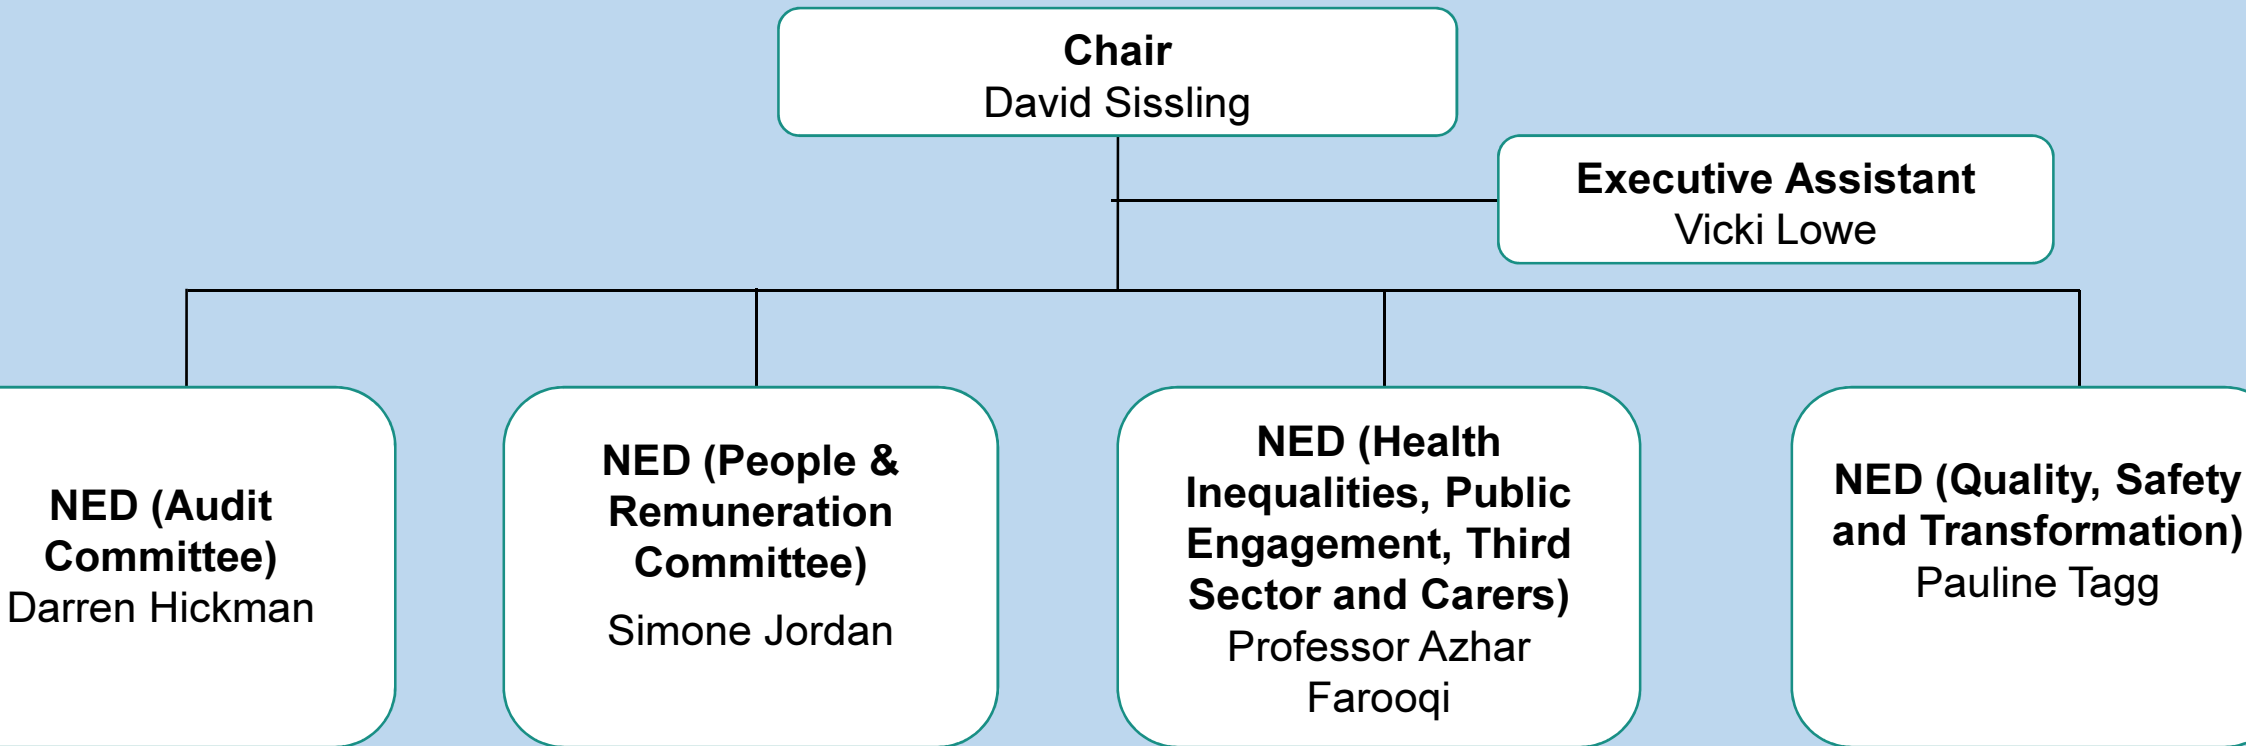 Chair
David Sissling
Executive Assistant
Vicki Lowe
NED (Audit
Committee)
Darren Hickman
NED (People &
Remuneration
Committee)
Simone Jordan
NED (Health
Inequalities, Public
Engagement, Third
Sector and Carers)
Professor Azhar
Farooqi
NED (Quality, Safety
and Transformation)
Pauline Tagg